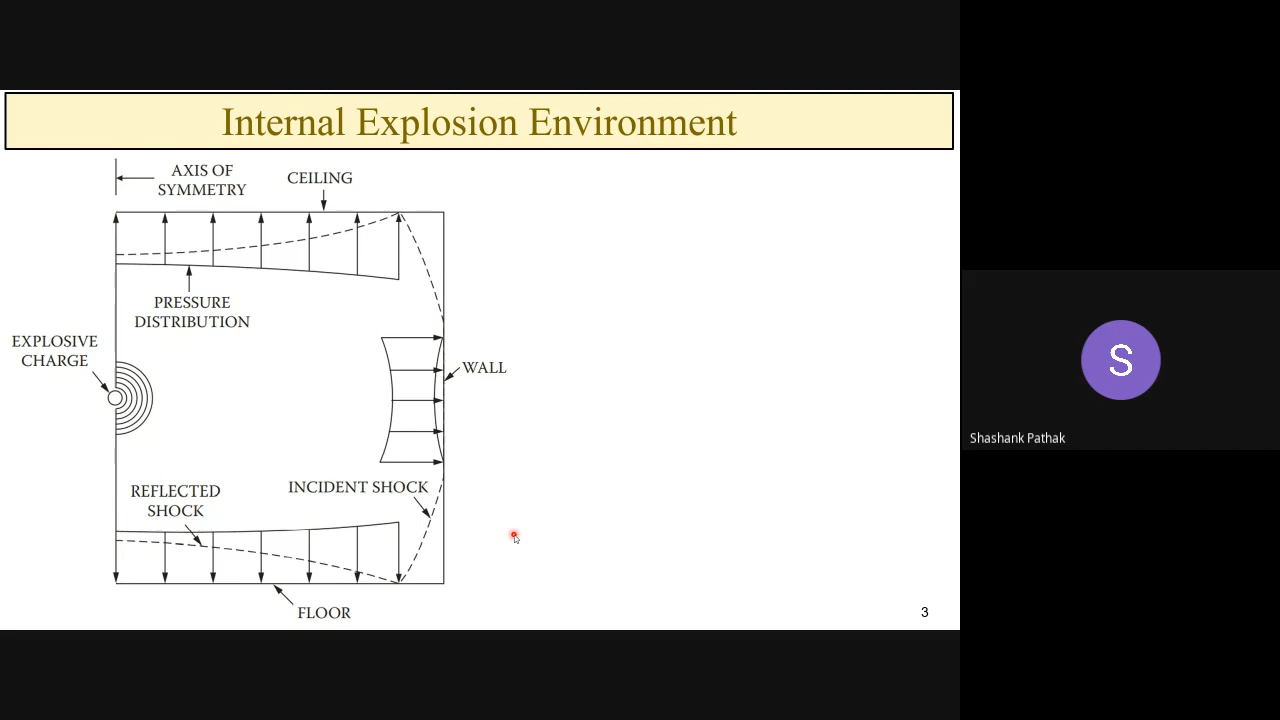 Internal Explosion Environment
AXIS OF
SYMMETRY
CEILING
PRESSURE
DISTRIBUTION
EXPLOSIVE
CHARGE
WALL
REFLECTED
SHOCK
INCIDENT SHOCK
FLOOR
3
S
Shashank Pathak